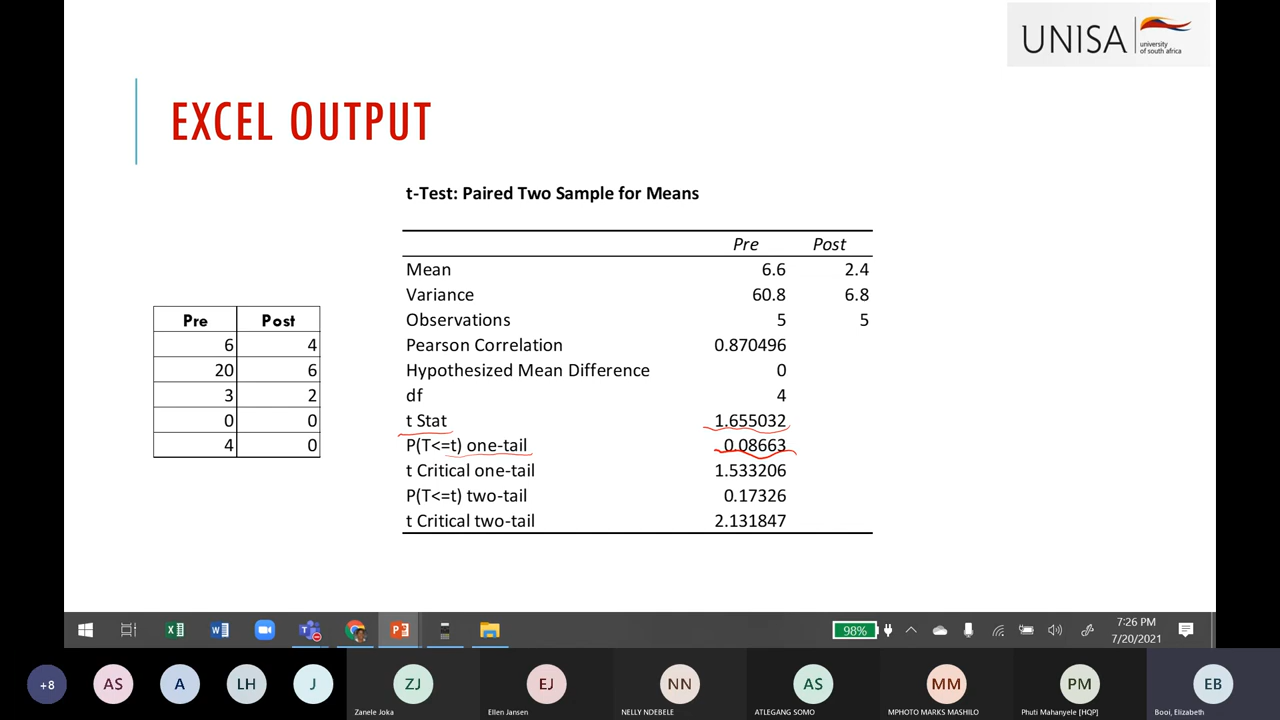 UNISA
university
of south africa
EXCEL OUTPUT
t-Test: Paired Two Sample for Means
Pre Post
Mean 6.6 2.4
Variance 60.8 6.8
Observations 5 5
Pearson Correlation 0.870496
Hypothesized Mean Difference 0
df 4
t Stat 1.655032
P(T<=t) one-tail 0.08663
t Critical one-tail 1.533206
P(T<=t) two-tail 0.17326
t Critical two-tail 2.131847
Pre Post
6 4
20 6
3 2
0 0
4 0
98%
7:26 PM
7/20/2021
+8
AS
A
LH
J
ZJ
Zanele Joka
EJ
Ellen Jansen
NN
NELLY NDEBELE
AS
ATLEGANG SOMO
MM
MPHOTO MARKS MASHILO
PM
Phuti Mahanyele [HQP]
EB
Booi, Elizabeth